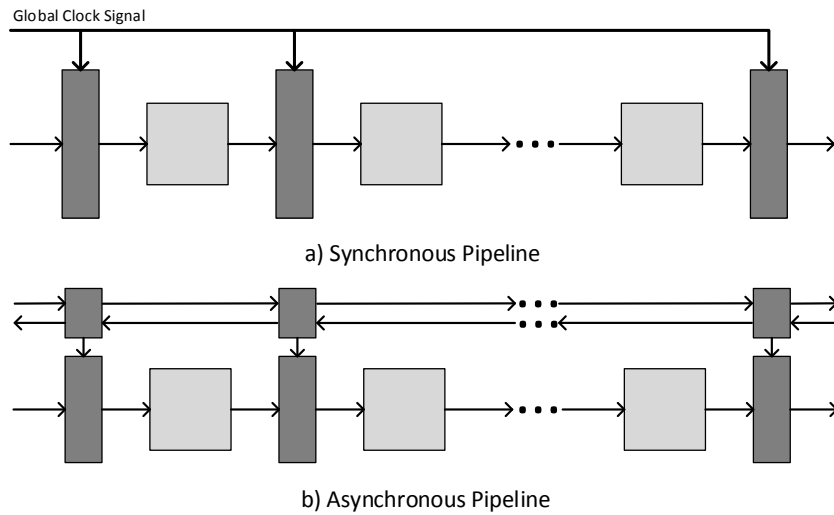 Global Clock Signal
a) Synchronous Pipeline
b) Asynchronous Pipeline